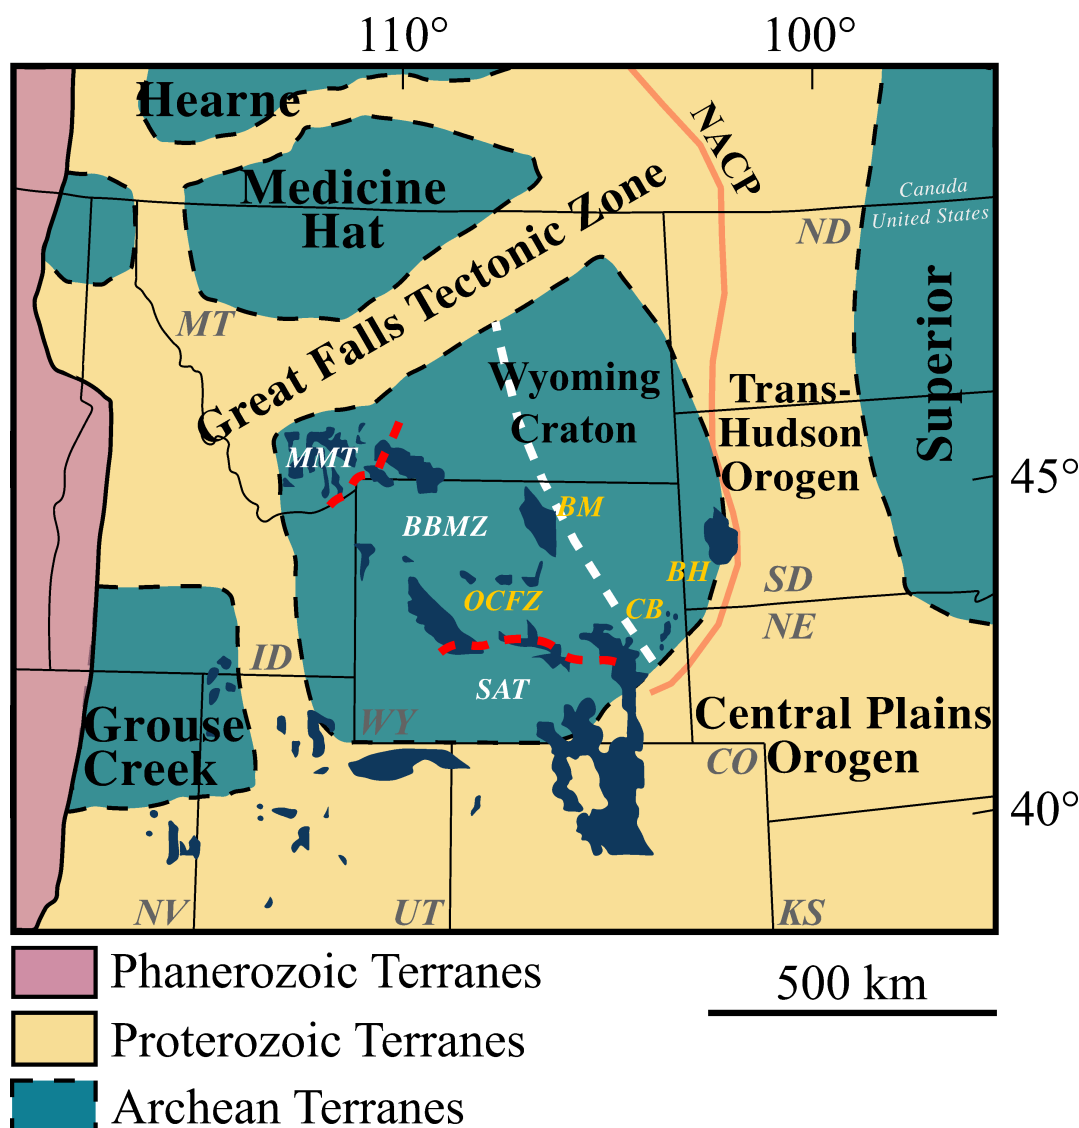 110°
100°
Hearne
NACP
Medicine
Hat
Canada
United States
ND
Great Falls Tectonic Zone
MT
Superior
Wyoming
Craton
Trans-
Hudson
Orogen
MMT
45°
BM
BBMZ
BH
SD
OCFZ
CB
NE
ID
SAT
Grouse
Creek
WY
Central Plains
Orogen
CO
40°
NV
UT
KS
Phanerozoic Terranes
500 km
Proterozoic Terranes
Archean Terranes